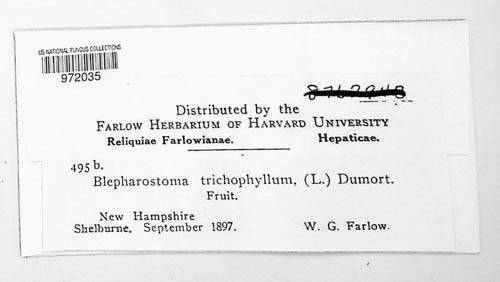 US NATIONAL FUNGUS COLLECTIONS
972035
Distributed by the
FARLOW HERBARIUM OF HARVARD UNIVERSITY
Reliquiae Farlowianae. Hepaticae.
495 b.
Blepharostoma trichophyllum, (L.) Dumort.
Fruit.
New Hampshire
Shelburne. September 1897. W. G. Farlow.